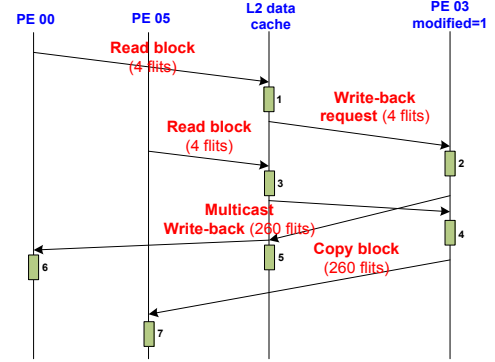 PE 00
PE 05
L2 data
cache
PE 03
modified=1
Read block
(4 flits)
1
Write-back
request (4 flits)
Read block
(4 flits)
2
3
Multicast
Write-back (260 flits)
4
Copy block
(260 flits)
5
6
7